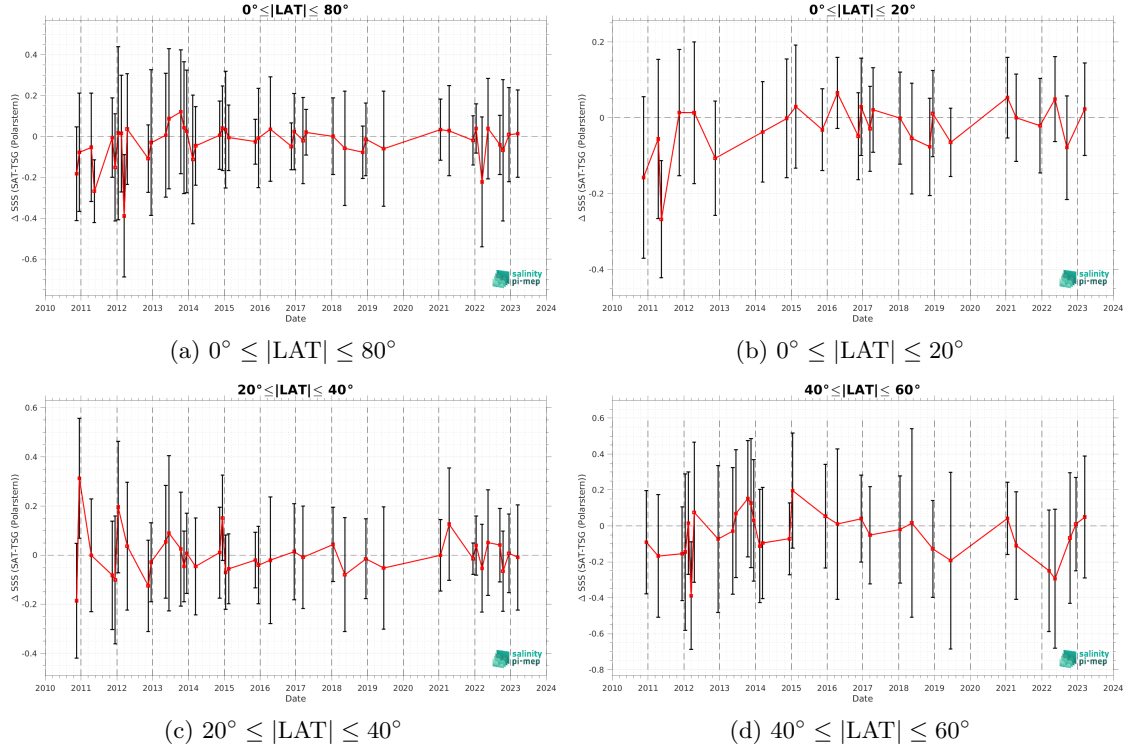 0°≤|LAT|≤ 80°
Δ SSS (SAT-TSG (Polarstern))
0.4
0.2
0
-0.2
-0.4
-0.6
2010 2011 2012 2013 2014 2015 2016 2017 2018 2019 2020 2021 2022 2023 2024
Date
salinity
pi-mep
(a) 0° ≤ |LAT| ≤ 80°
0°≤|LAT|≤ 20°
Δ SSS (SAT-TSG (Polarstern))
0.2
0
-0.2
-0.4
2010 2011 2012 2013 2014 2015 2016 2017 2018 2019 2020 2021 2022 2023 2024
Date
salinity
pi-mep
(b) 0° ≤ |LAT| ≤ 20°
20°≤|LAT|≤ 40°
Δ SSS (SAT-TSG (Polarstern))
0.6
0.4
0.2
0
-0.2
-0.4
2010 2011 2012 2013 2014 2015 2016 2017 2018 2019 2020 2021 2022 2023 2024
Date
salinity
pi-mep
(c) 20° ≤ |LAT| ≤ 40°
40°≤|LAT|≤ 60°
Δ SSS (SAT-TSG (Polarstern))
0.6
0.4
0.2
0
-0.2
-0.4
-0.6
-0.8
2010 2011 2012 2013 2014 2015 2016 2017 2018 2019 2020 2021 2022 2023 2024
Date
salinity
pi-mep
(d) 40° ≤ |LAT| ≤ 60°